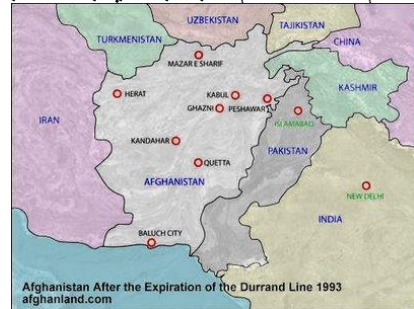 UZBEKISTAN
TAJIKISTAN
TURKMENISTAN
CHINA
MAZAR E SHARIF
KASHMIR
HERAT
KABUL
GHAZNI
PESHAWAR
ISLAMABAD
IRAN
KANDAHAR
PAKISTAN
QUETTA
AFGHANISTAN
NEW DELHI
INDIA
BALUCH CITY
Afghanistan After the Expiration of the Durrand Line 1993
afghanland.com